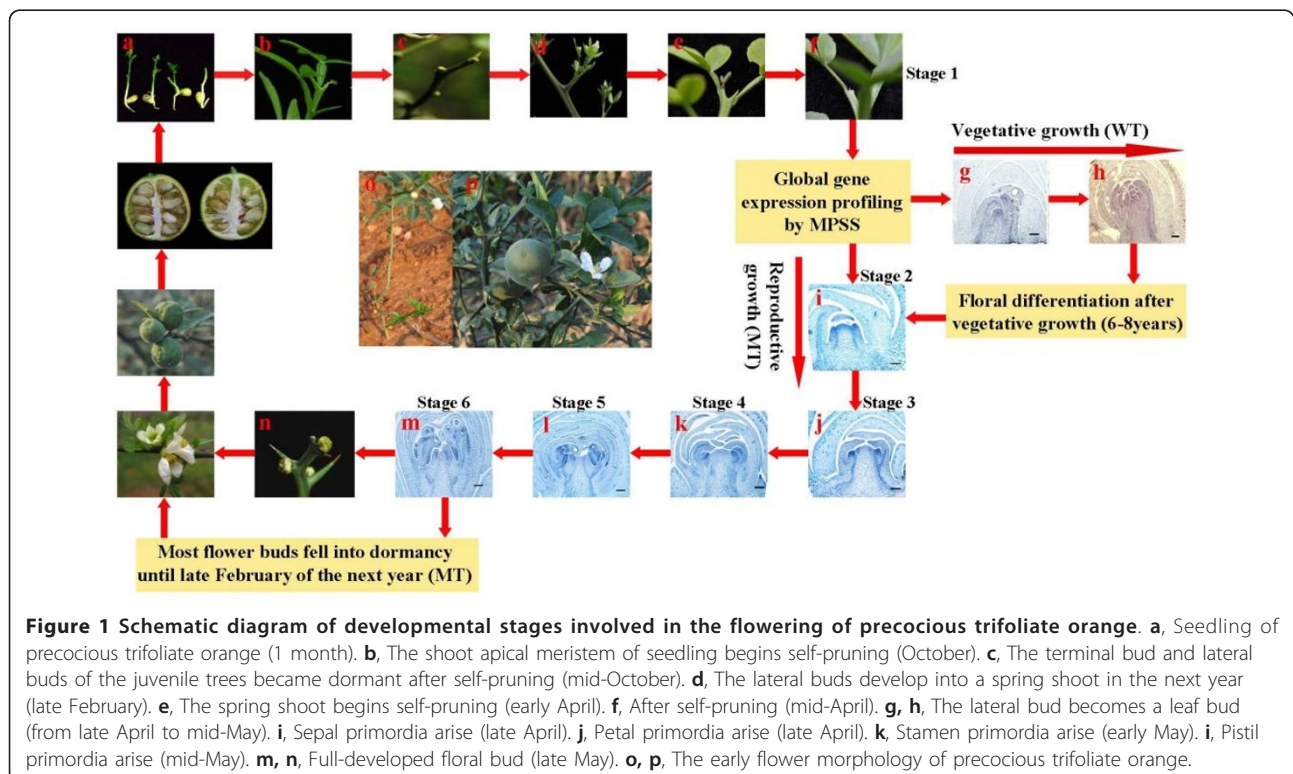 a
b
c
d
e
f
Stage 1
Vegetative growth (WT)
g
h
Global gene
expression profiling
by MPSS
o
p
Reproductive
growth (MT)
Stage 2
i
Floral differentiation after
vegetative growth (6-8years)
Stage 6
Stage 5
Stage 4
Stage 3
n
m
l
k
j
Most flower buds fell into dormancy
until late February of the next year (MT)
Figure 1 Schematic diagram of developmental stages involved in the flowering of precocious trifoliate orange. a, Seedling of
precocious trifoliate orange (1 month). b, The shoot apical meristem of seedling begins self-pruning (October). c, The terminal bud and lateral
buds of the juvenile trees became dormant after self-pruning (mid-October). d, The lateral buds develop into a spring shoot in the next year
(late February). e, The spring shoot begins self-pruning (early April). f, After self-pruning (mid-April). g, h, The lateral bud becomes a leaf bud
(from late April to mid-May). i, Sepal primordia arise (late April). j, Petal primordia arise (late April). k, Stamen primordia arise (early May). i, Pistil
primordia arise (mid-May). m, n, Full-developed floral bud (late May). o, p, The early flower morphology of precocious trifoliate orange.